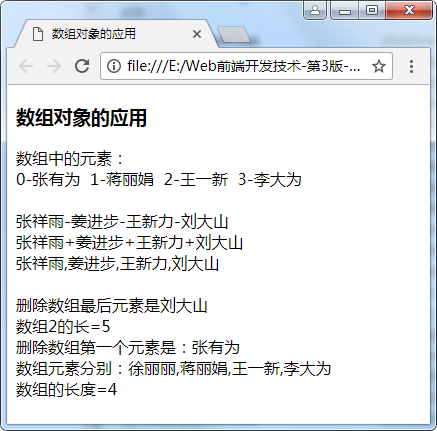 数组对象的应用
file:///E:/Web前端开发技术-第3版-...
数组对象的应用
数组中的元素：
0-张有为 1-蒋丽娟 2-王一新 3-李大为
张祥雨-姜进步-王新力-刘大山
张祥雨+姜进步+王新力+刘大山
张祥雨,姜进步,王新力,刘大山
删除数组最后元素是刘大山
数组2的长=5
删除数组第一个元素是：张有为
数组元素分别：徐丽丽,蒋丽娟,王一新,李大为
数组的长度=4